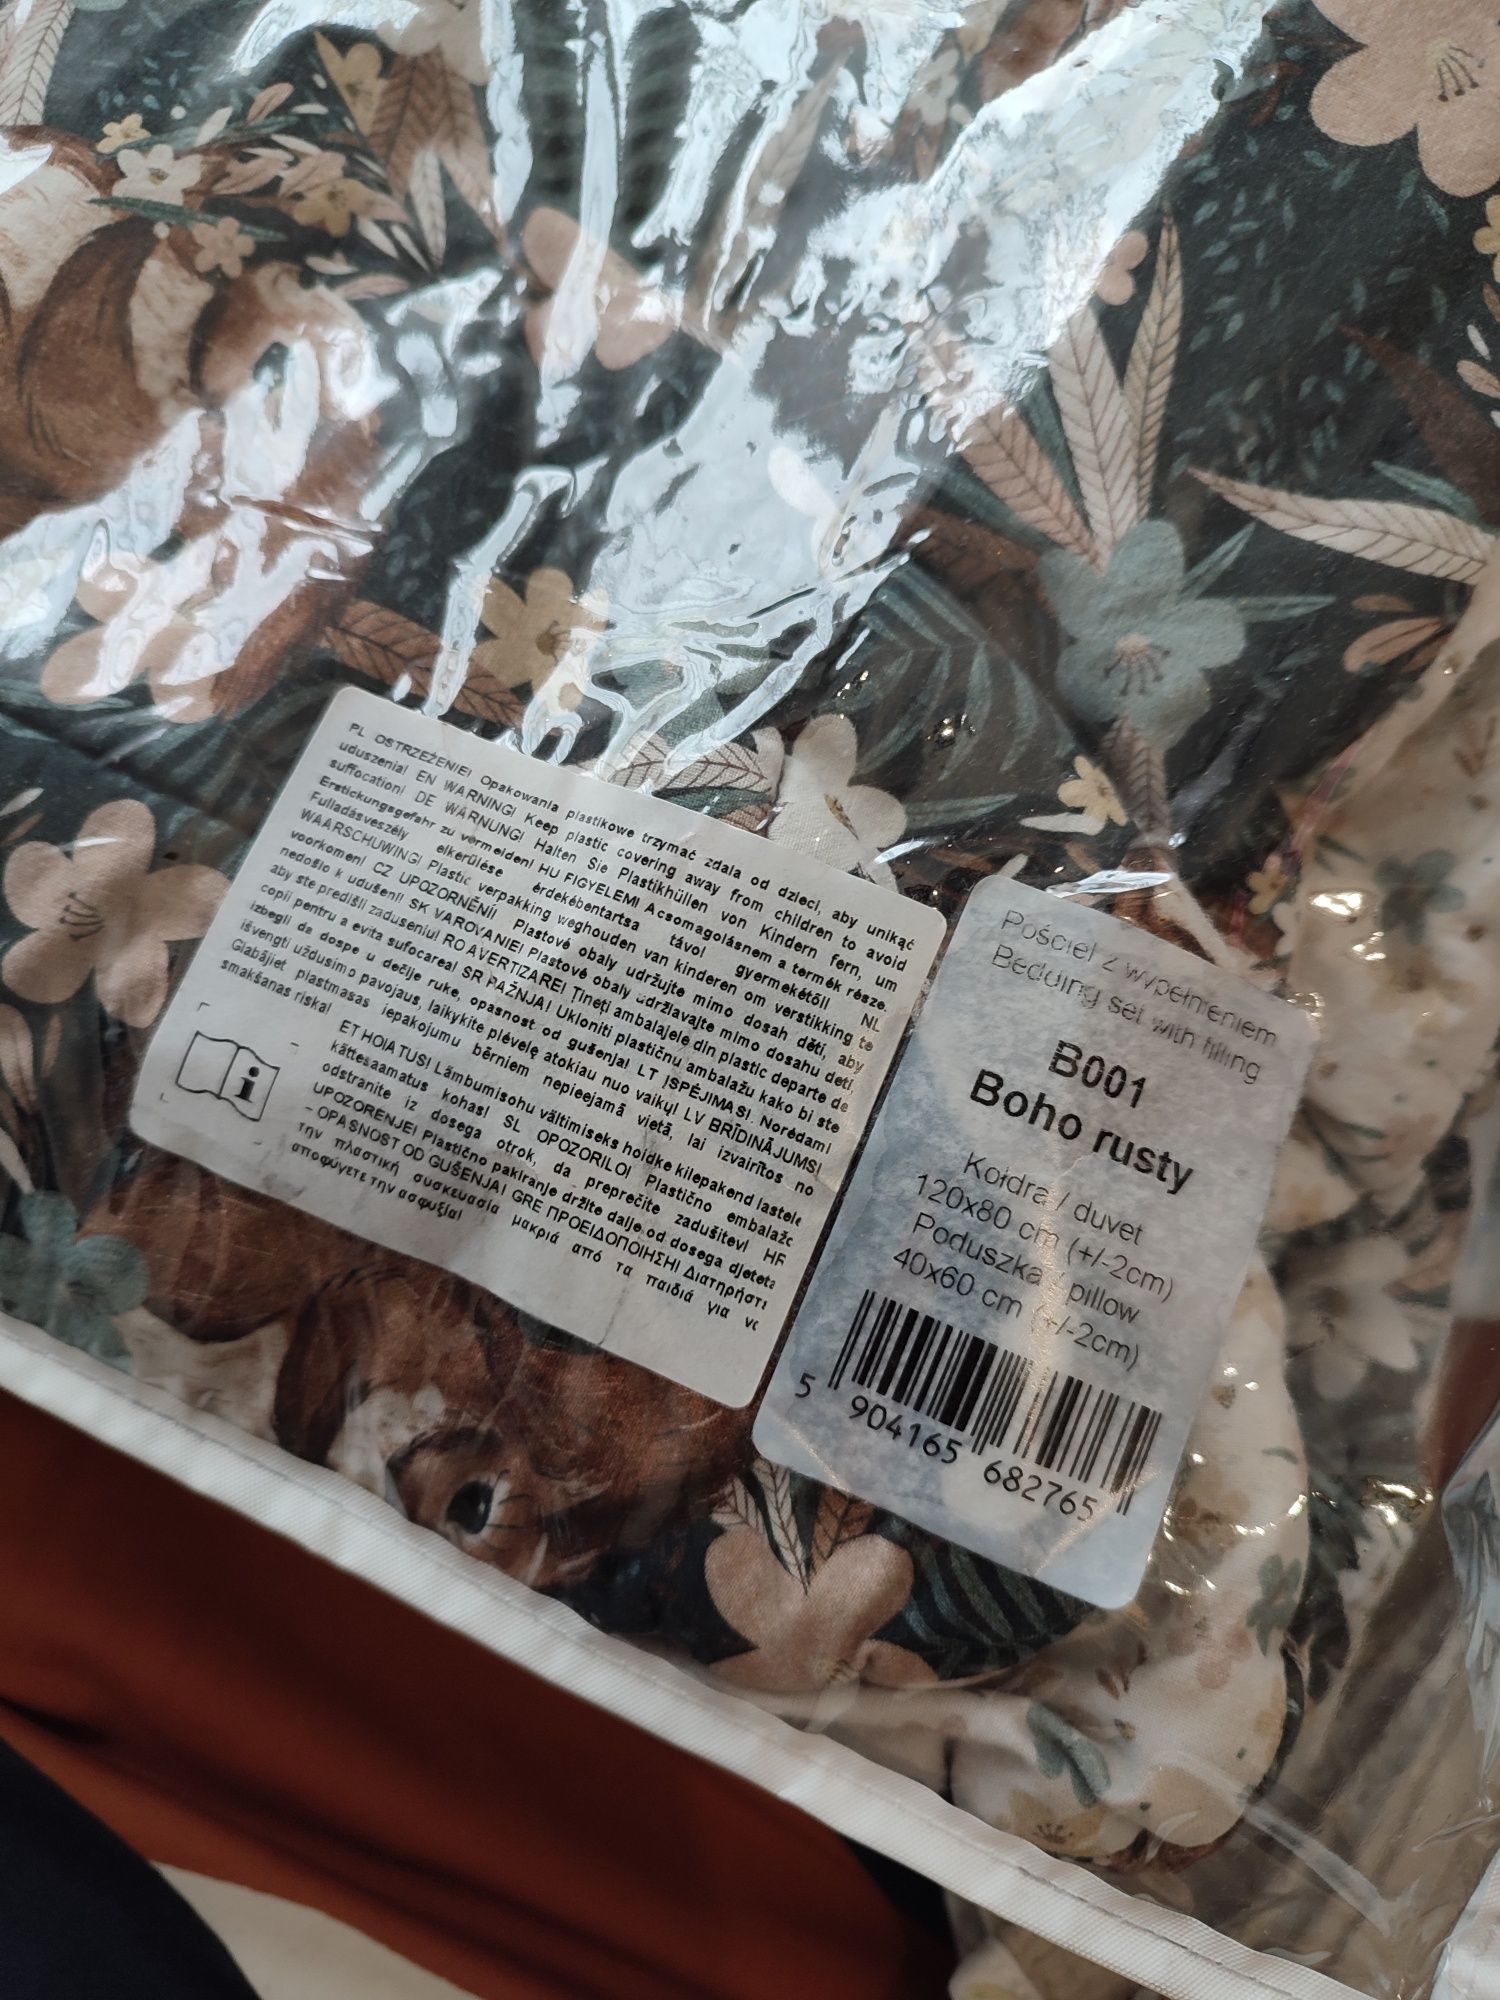 PL OSTRZEŻENIE! Opakowania plastikowe trzymać zdala od dzieci, aby unikąć
uduszenia! EN WARNING! Keep plastic covering away from children to avoid
suffocation! DE WARNUNG! Halten Sie Plastikhüllen von Kindern fern, um
Erstickungsgefahr zu vermeiden! HU FIGYELEM! A csomagolásnem a termék része.
Fulladásveszély elkerülése érdekébentartsa távol gyermekétőll NL
WAARSCHUWING! Plastic verpakking weghouden van kinderen om verstikking te
voorkomen! CZ UPOZORNĚNÍ! Plastové obaly udržujte mimo dosah dětí, aby
nedošlo k udušení! SK VAROVANIE! Plastové obaly údržiavajte mimo dosahu detí,
aby ste predišli zaduseniu! RO AVERTIZARE! Țineți ambalajele din plastic departe de
copii pentru a evita sufocarea! SR PAŽNJA! Ukloniti plastičnu ambalažu kako bi ste
izbegli da dospe u dečije ruke, opasnost od gušenja! LT ĮSPĖJIMAS! Norėdami
išvengti uždusimo pavojaus, laikykite plėvelę atokiau nuo vaikų! LV BRĪDINĀJUMS!
Glabājiet plastmasas iepakojumu bērniem nepieejamā vietā, lai izvairītos no
smakšanas riska!
ET HOIATUS! Lämbumisohu vältimiseks hoidke kilepakend lastele
kättesaamatus kohas! SL OPOZORILO! Plastično embalažo
odstranite iz dosega otrok, da preprečite zadušitev! HR
UPOZORENJE! Plastično pakiranje držite dalje od dosega djeteta
- OPASNOST OD GUŠENJA! GRE ΠΡΟΕΙΔΟΠΟΙΗΣΗ! Διατηρήστε
την πλαστική συσκευασία μακριά από τα παιδιά για νο
αποφύγετε την ασφυξία!
Pościel z wypełnieniem
Bedding set with filling
B001
Boho rusty
Kołdra / duvet
120x80 cm (+/-2cm)
Poduszka / pillow
40x60 cm (+/-2cm)
5 904165 682765